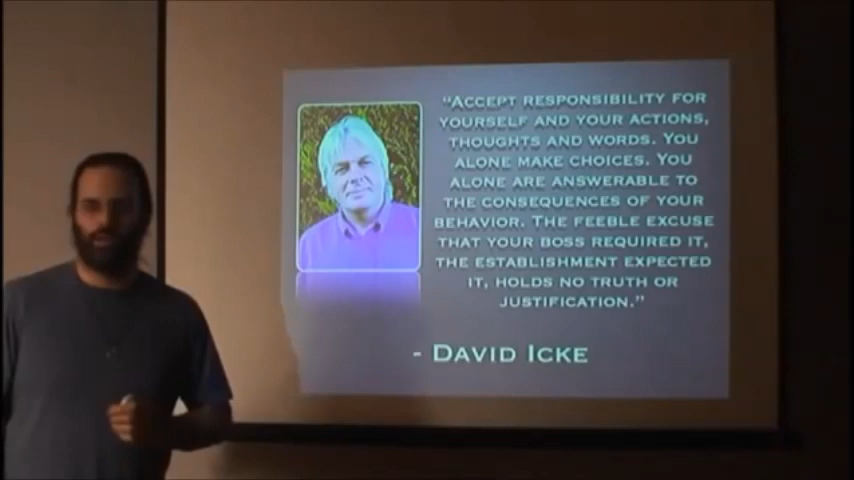 “Accept responsibility for
yourself and your actions,
thoughts and words. You
alone make choices. You
alone are answerable to
the consequences of your
behavior. The feeble excuse
that your boss required it,
the establishment expected
it, holds no truth or
justification.”
- David Icke